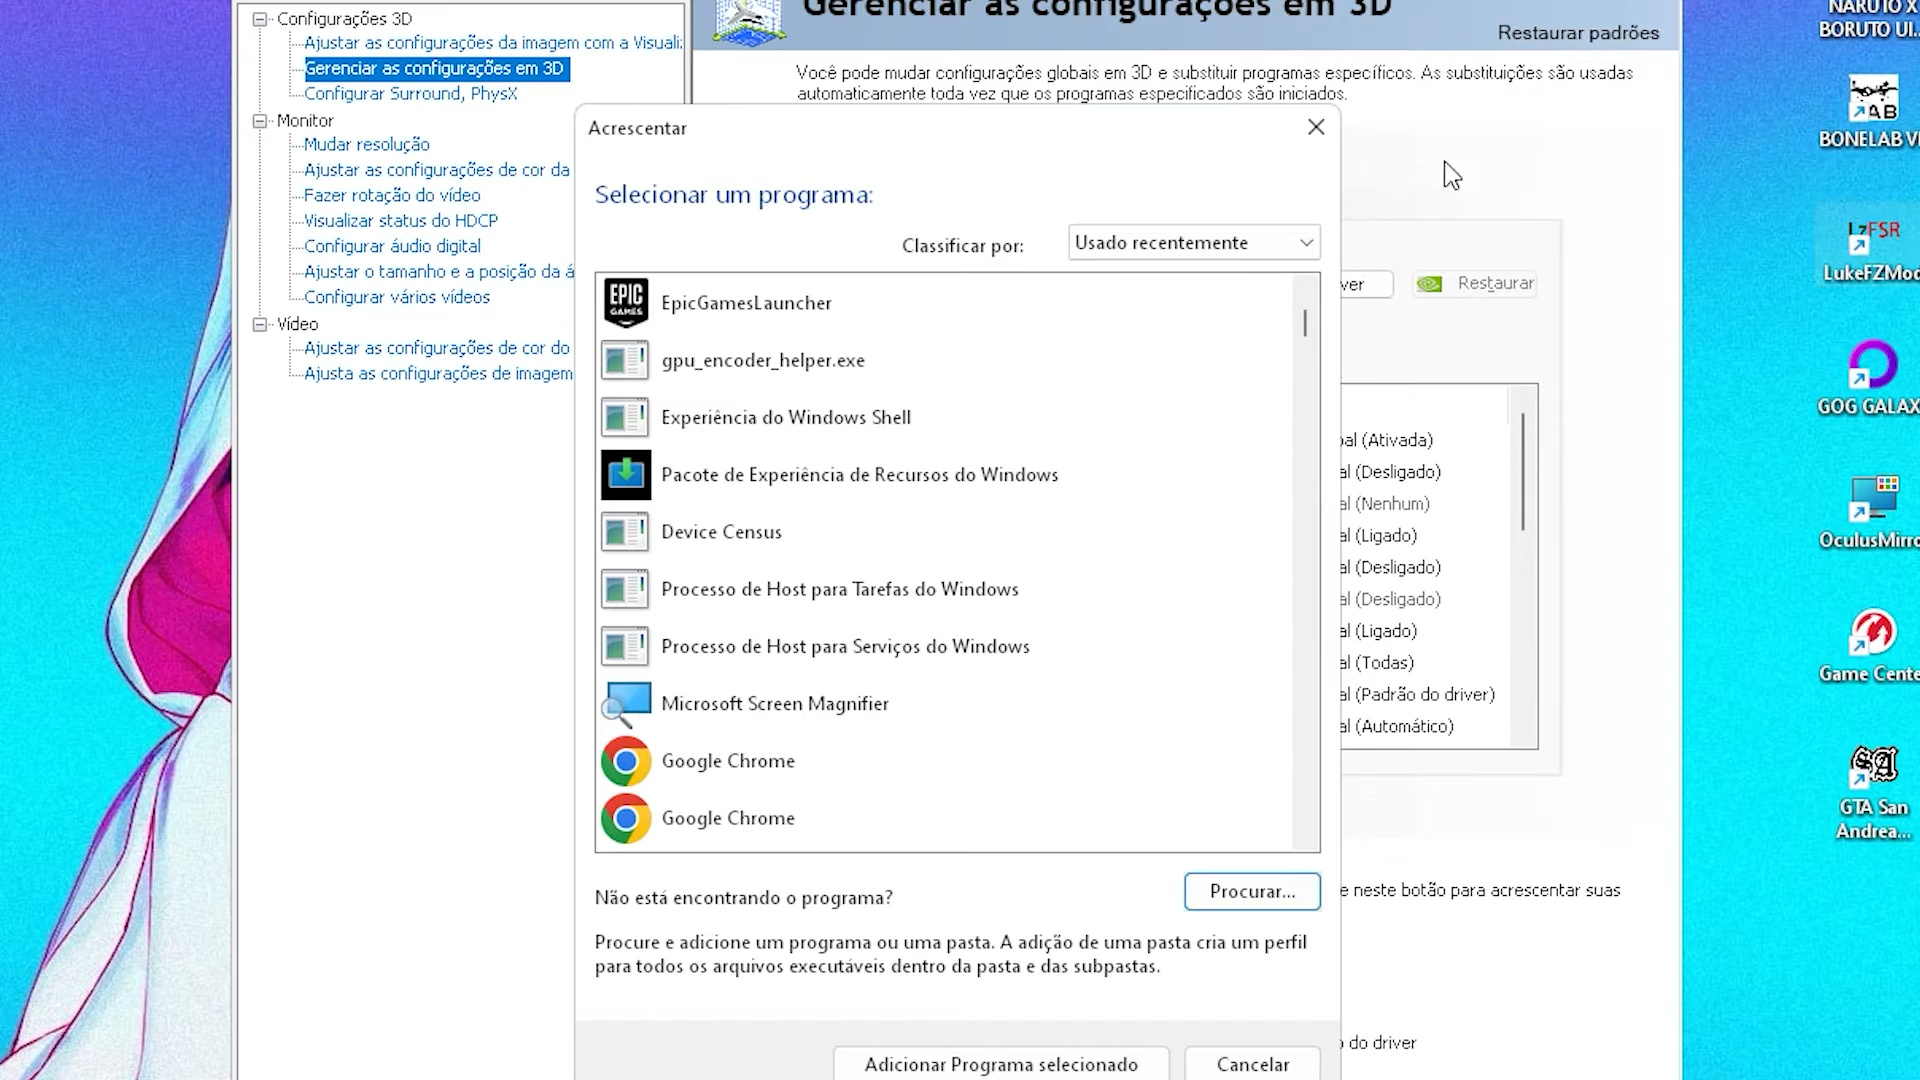 Configurações 3D
Ajustar as configurações da imagem com a Visuali
Gerenciar as configurações em 3D
Configurar Surround, PhysX
Monitor
Mudar resolução
Ajustar as configurações de cor da
Fazer rotação do vídeo
Visualizar status do HDCP
Configurar áudio digital
Ajustar o tamanho e a posição da á
Configurar vários vídeos
Vídeo
Ajustar as configurações de cor do
Ajusta as configurações de imagem
Gerenciar as configurações em 3D
Restaurar padrões
Você pode mudar configurações globais em 3D e substituir programas específicos. As substituições são usadas
automaticamente toda vez que os programas especificados são iniciados.
Acrescentar
Selecionar um programa:
Classificar por:
Usado recentemente
EPIC
GAMES
EpicGamesLauncher
gpu_encoder_helper.exe
Experiência do Windows Shell
Pacote de Experiência de Recursos do Windows
Device Census
Processo de Host para Tarefas do Windows
Processo de Host para Serviços do Windows
Microsoft Screen Magnifier
Google Chrome
Google Chrome
Não está encontrando o programa?
Procurar...
Procure e adicione um programa ou uma pasta. A adição de uma pasta cria um perfil
para todos os arquivos executáveis dentro da pasta e das subpastas.
Adicionar Programa selecionado
Cancelar
ver
Restaurar
al (Ativada)
al (Desligado)
al (Nenhum)
al (Ligado)
al (Desligado)
al (Desligado)
al (Ligado)
al (Todas)
al (Padrão do driver)
al (Automático)
e neste botão para acrescentar suas
do driver
NARUTO X
BORUTO Ul...
AB
BONELAB V
LzFSR
LukeFZMod
GOG GALAX
OculusMirro
Game Cente
SA
GTA San
Andrea...